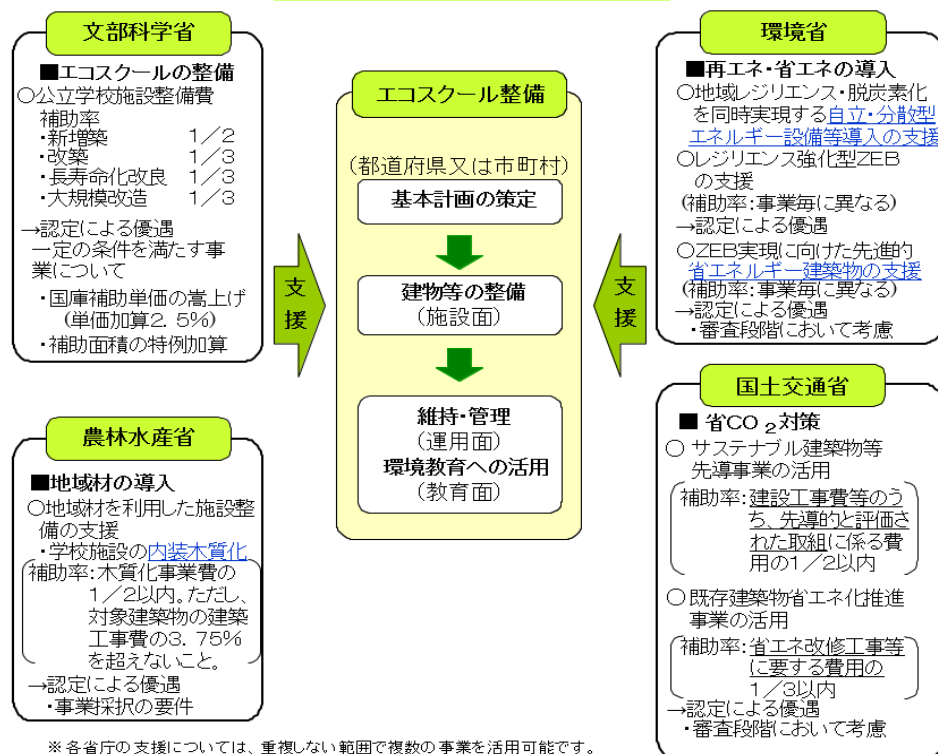 文部科学省
■エコスクールの整備
○公立学校施設整備費
補助率
・新増築 1／2
・改築 1／3
・長寿命化改良 1／3
・大規模改造 1／3
→認定による優遇
一定の条件を満たす事
業について
・国庫補助単価の嵩上げ
(単価加算2．5%)
・補助面積の特例加算
農林水産省
■地域材の導入
○地域材を利用した施設整
備の支援
・学校施設の内装木質化
補助率:木質化事業費の
1／2以内。ただし、
対象建築物の建築
工事費の3．75%
を超えないこと。
→認定による優遇
・事業採択の要件
支援
エコスクール整備
(都道府県又は市町村)
基本計画の策定
建物等の整備
(施設面)
維持・管理
(運用面)
環境教育への活用
(教育面)
支援
環境省
■再エネ・省エネの導入
○地域レジリエンス・脱炭素化
を同時実現する自立・分散型
エネルギー設備等導入の支援
○レジリエンス強化型ZEB
の支援
(補助率:事業毎に異なる)
→認定による優遇
○ZEB実現に向けた先進的
省エネルギー建築物の支援
(補助率:事業毎に異なる)
→認定による優遇
・審査段階において考慮
国土交通省
■ 省CO2対策
○ サステナブル建築物等
先導事業の活用
補助率:建設工事費等のう
ち、先導的と評価さ
れた取組に係る費
用の1／2以内
○ 既存建築物省エネ化推進
事業の活用
補助率:省エネ改修工事等
に要する費用の
1／3以内
→認定による優遇
・審査段階において考慮
※各省庁の支援については、重複しない範囲で複数の事業を活用可能です。